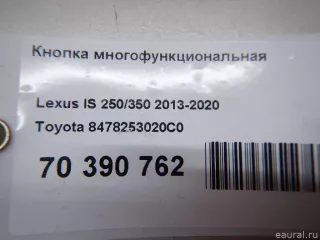 Кнопка многофункциональная
Lexus IS 250/350 2013-2020
Toyota 8478253020C0
70 390 762
eaural.ru